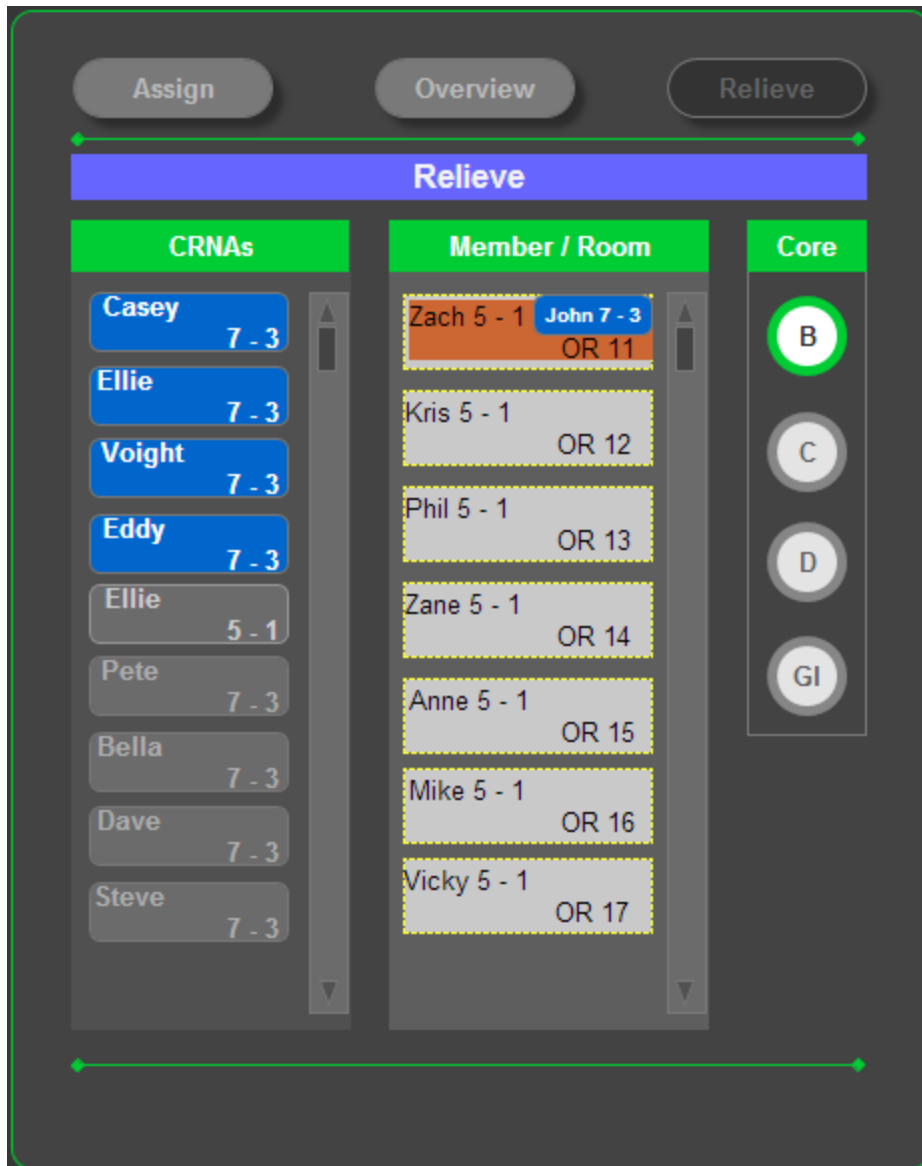 Assign Overview Relieve
Relieve
CRNAs
Casey
7 - 3
Ellie
7 - 3
Voight
7 - 3
Eddy
7 - 3
Ellie
5 - 1
Pete
7 - 3
Bella
7 - 3
Dave
7 - 3
Steve
7 - 3
Member / Room
Zach 5 - 1 John 7 - 3
OR 11
Kris 5 - 1
OR 12
Phil 5 - 1
OR 13
Zane 5 - 1
OR 14
Anne 5 - 1
OR 15
Mike 5 - 1
OR 16
Vicky 5 - 1
OR 17
Core
B
C
D
GI